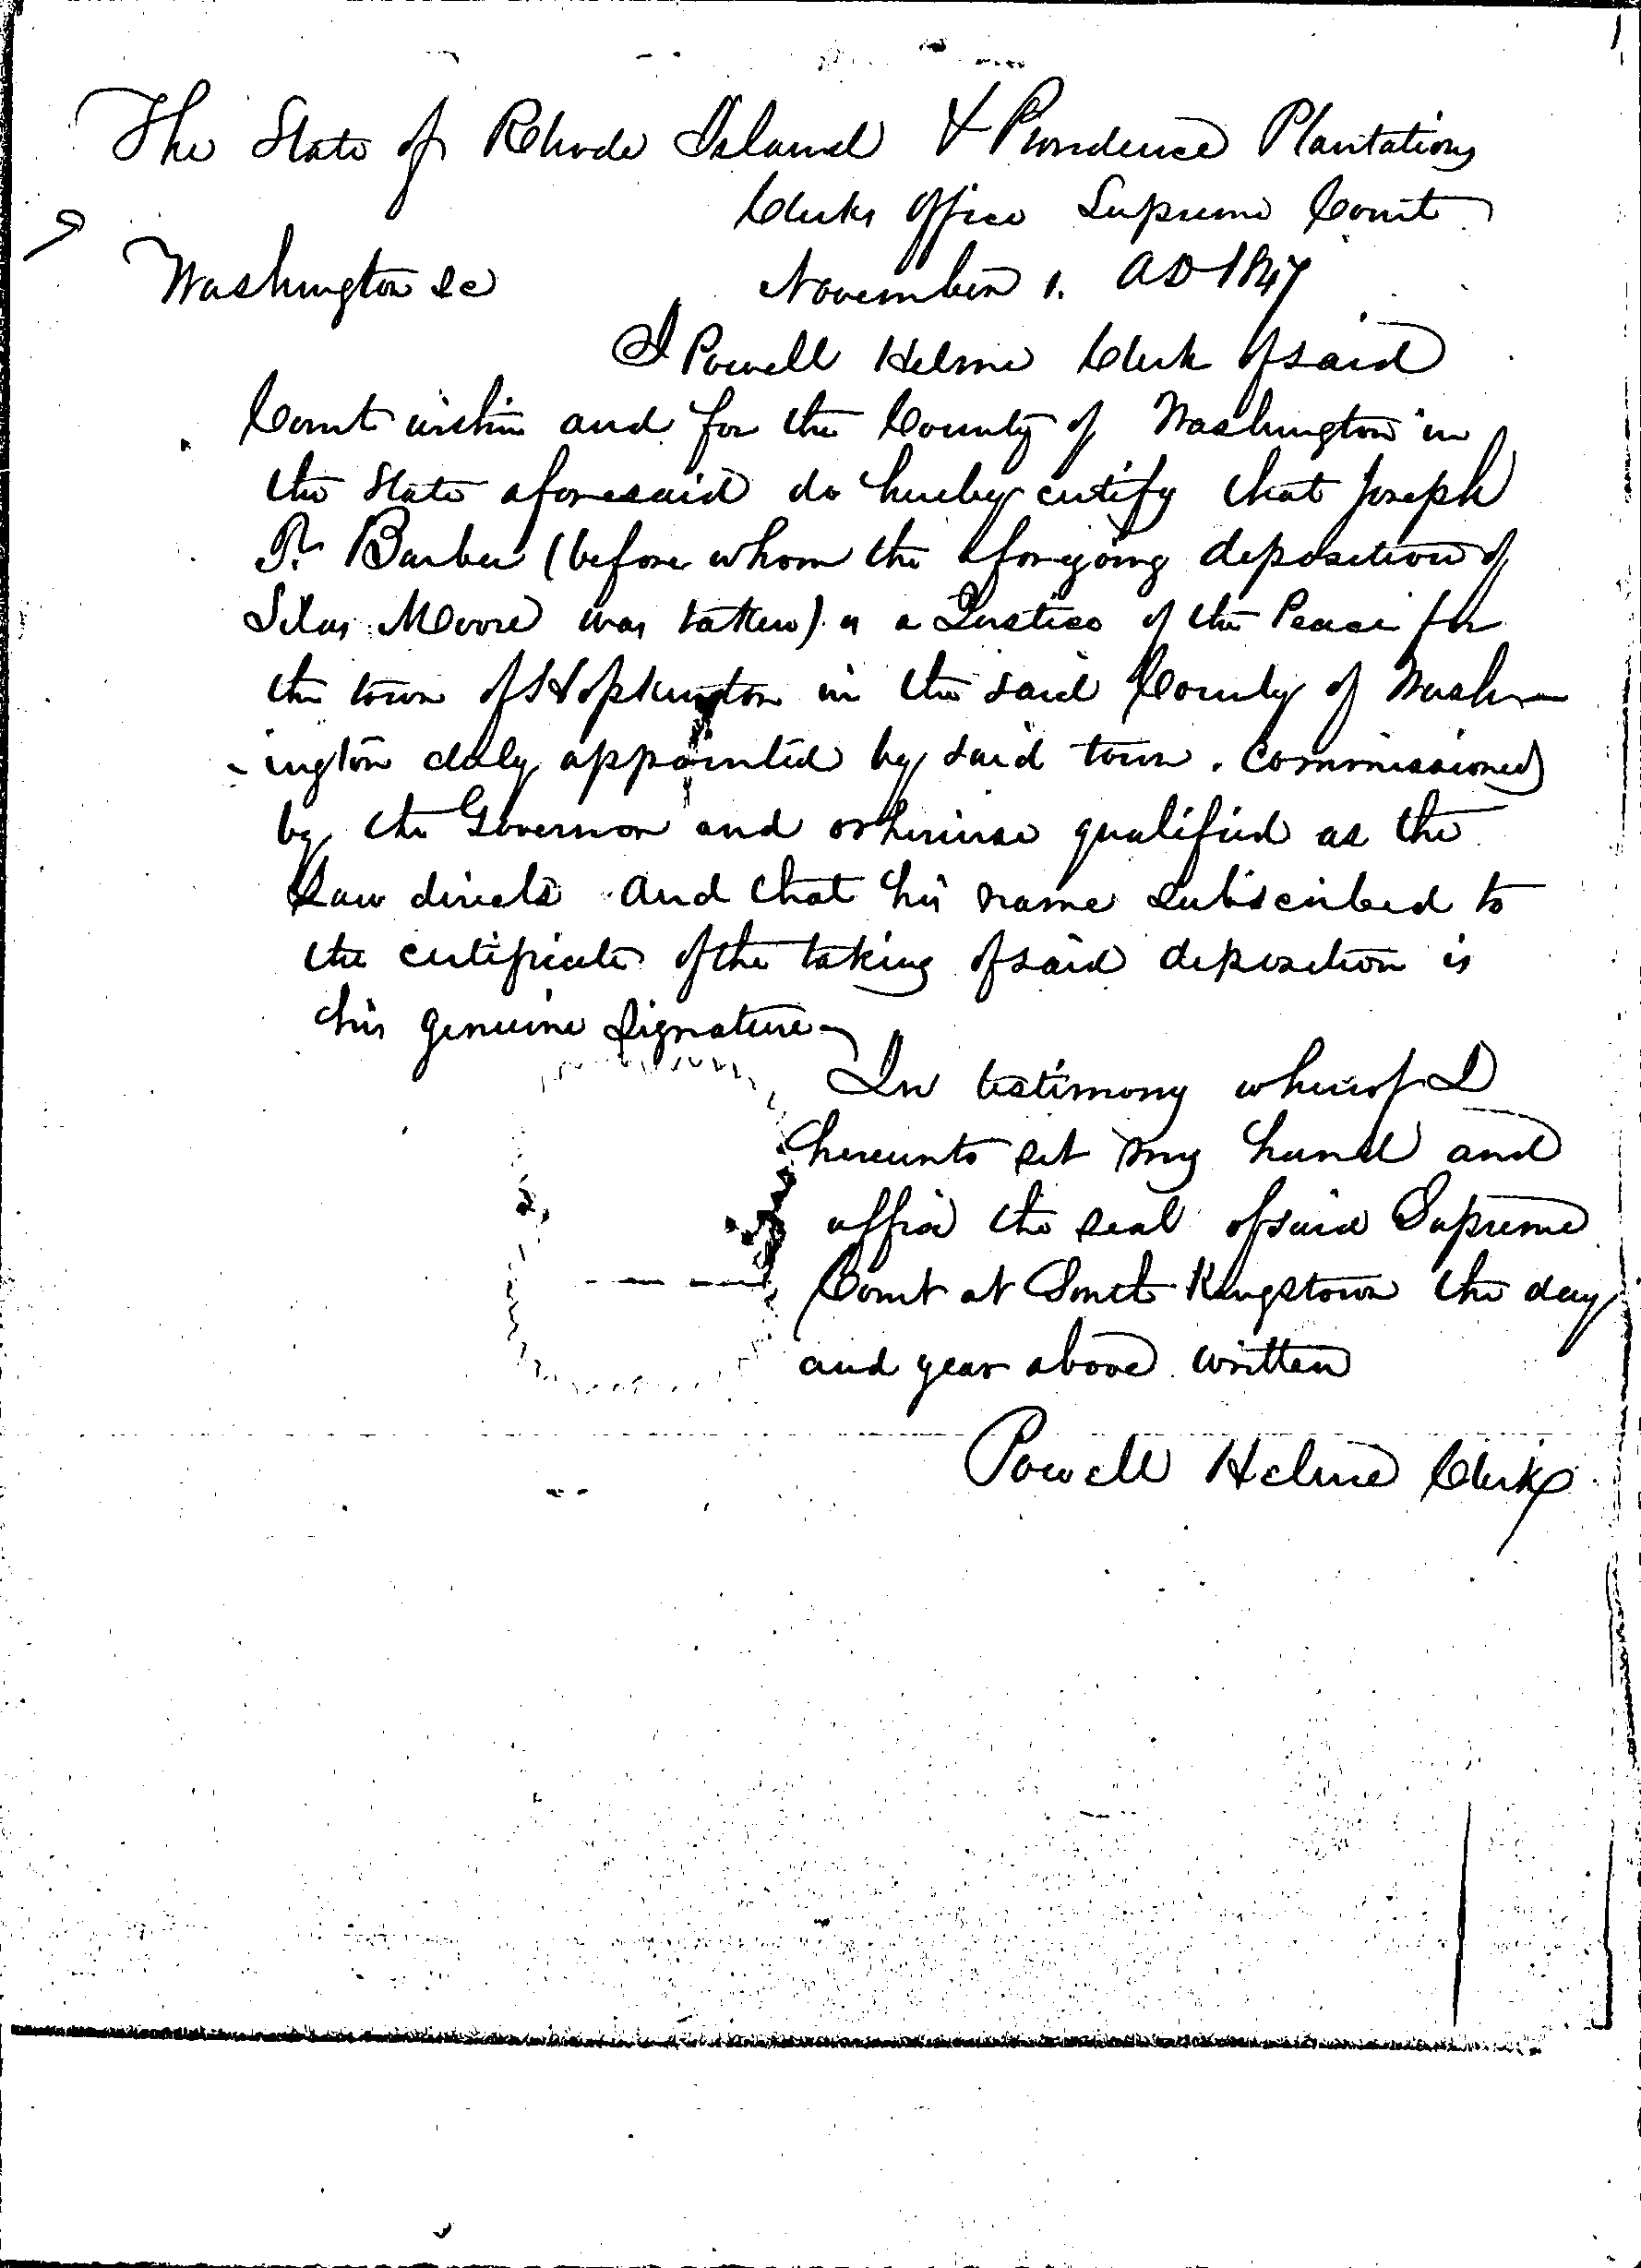 The State of Rhode Island & Providence Plantations
Clerks Office Supreme Court
Washington Sc November 1. AD 1847
I Powell Helme Clerk of said
Court within and for the County of Washington in
the State aforesaid do hereby certify that Joseph
Barber (before whom the aforegoing deposition of
Silas Moore was taken) is a Justice of the Peace for
the town of Hopkinton in the said County of Wash-
-ington duly appointed by said town. Commissioned
by the Governor and otherwise qualified as the
Law directs and that his name subscribed to
the certificate of the taking of said deposition is
his genuine signature
In testimony whereof I
hereunto set my hand and
affix the seal of said Supreme
Court at South Kingstown the day
and year above written
Powell Helme Clerk